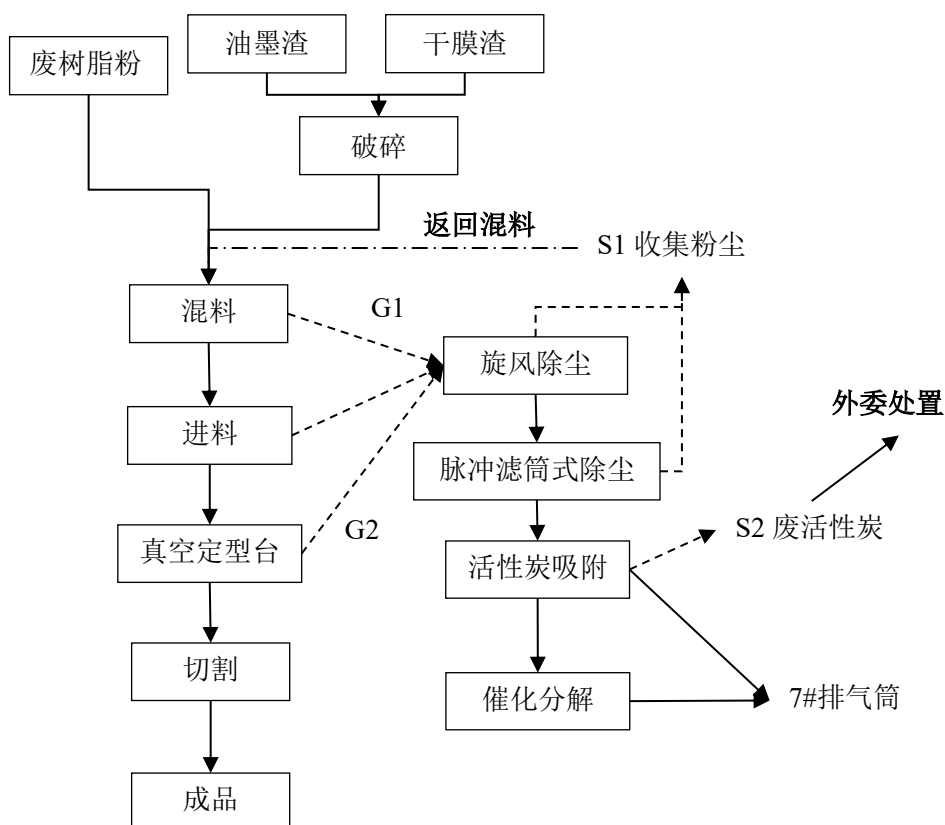 油墨渣
干膜渣
废树脂粉
破碎
返回混料
S1 收集粉尘
混料
G1
旋风除尘
外委处置
进料
脉冲滤筒式除尘
G2
S2 废活性炭
真空定型台
活性炭吸附
切割
催化分解
7#排气筒
成品